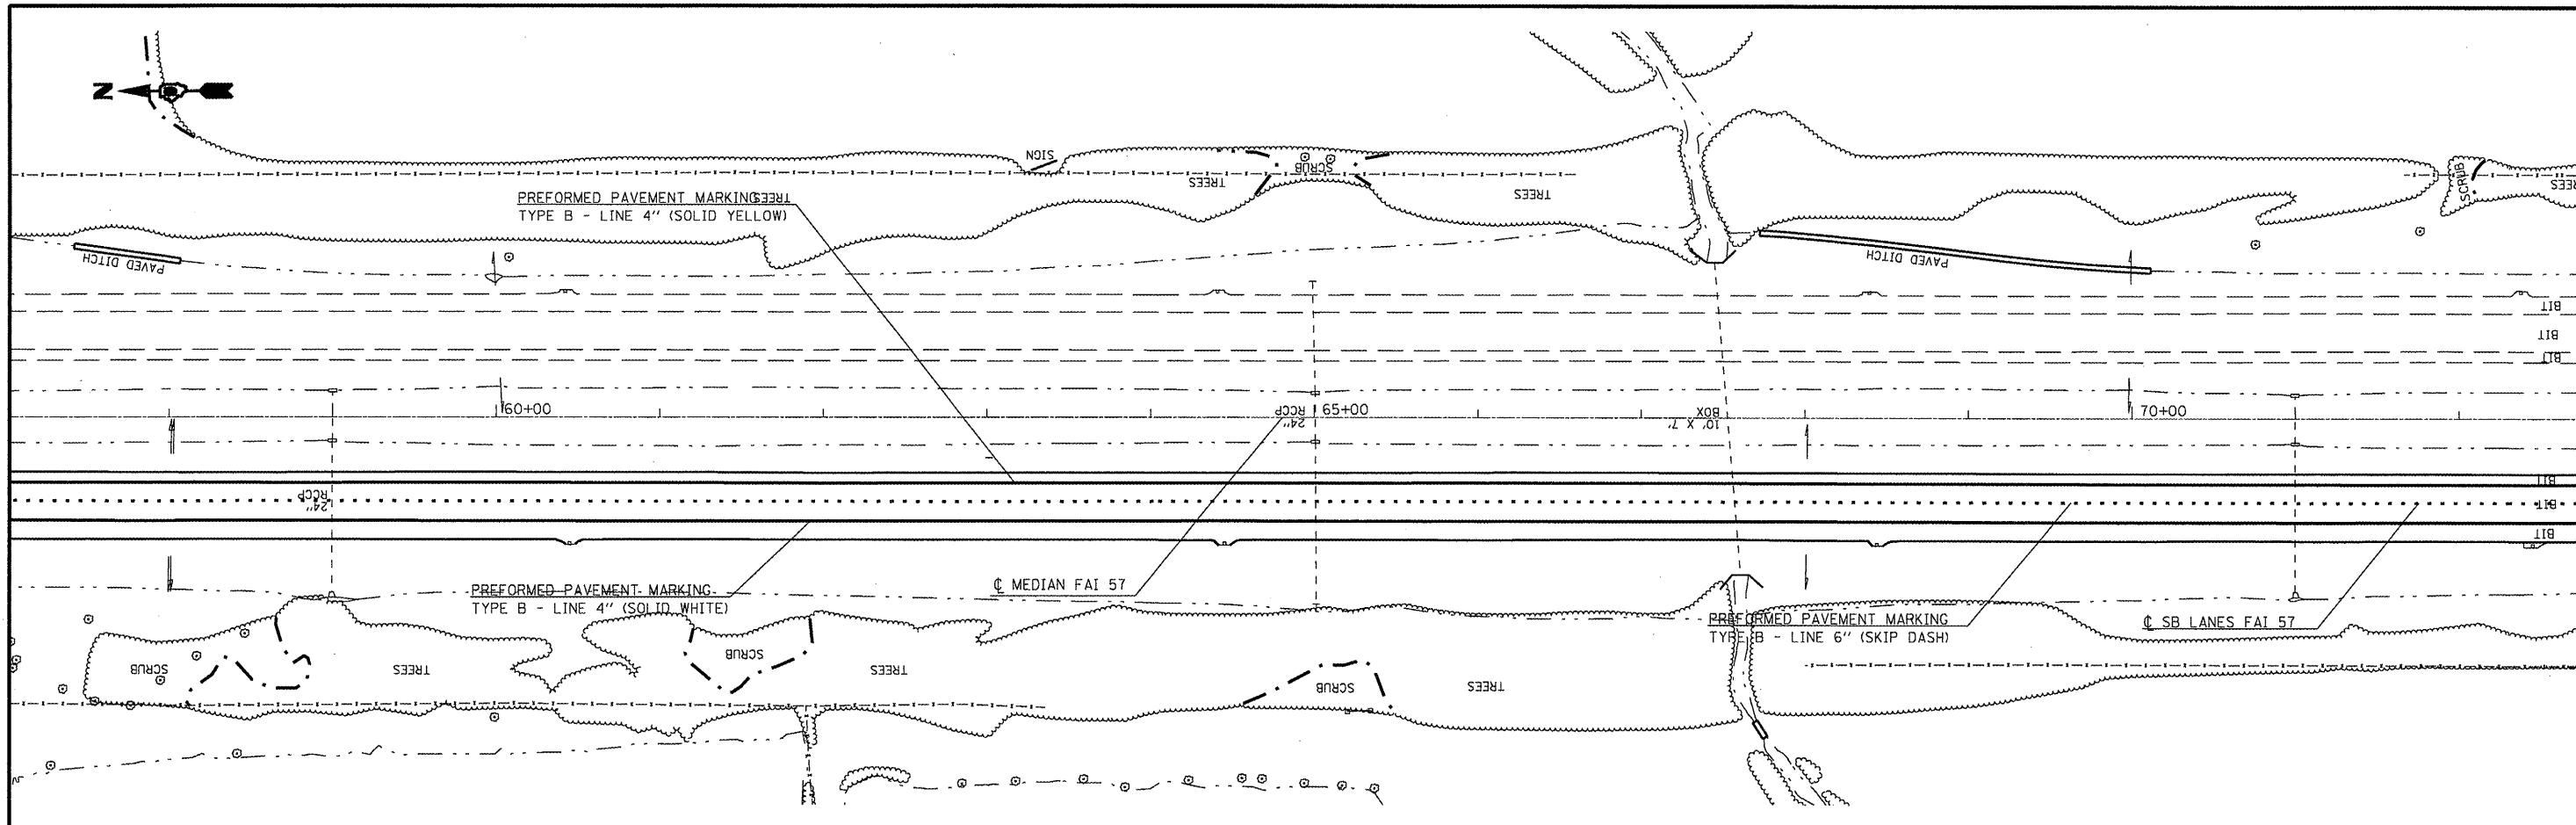 N
SIGN
SCRUB
TREES
TREES
SCRUB
TREES
PREFORMED PAVEMENT MARKING
TREES
TYPE B - LINE 4" (SOLID YELLOW)
PAVED DITCH
PAVED DITCH
BIT
BIT
BIT
60+00
24"
RCCP
65+00
10' X 7'
BOX
70+00
24"
RCCP
BIT
BIT
BIT
PREFORMED PAVEMENT MARKING
TYPE B - LINE 4" (SOLID WHITE)
℄ MEDIAN FAI 57
PREFORMED PAVEMENT MARKING
TYPE B - LINE 6" (SKIP DASH)
℄ SB LANES FAI 57
SCRUB
TREES
SCRUB
TREES
SCRUB
TREES